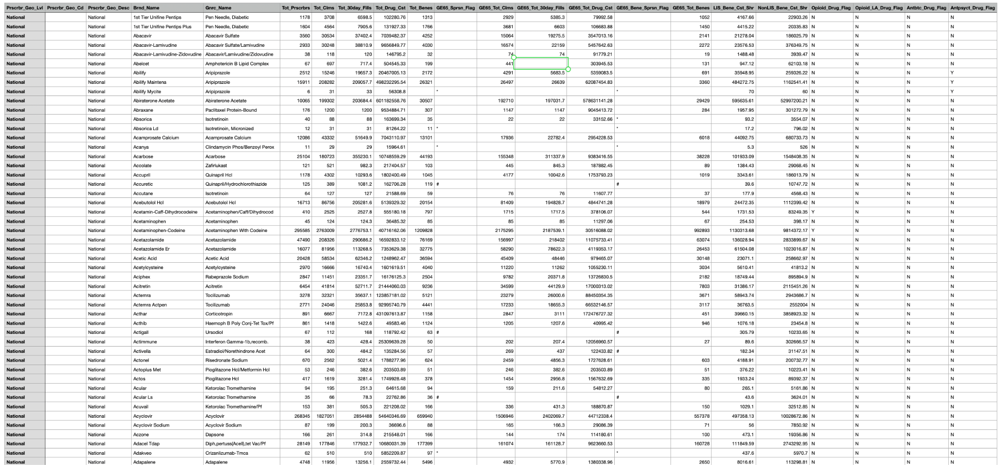 Prscrbr_Geo_Lvl Prscrbr_Geo_Cd Prscrbr_Geo_Desc Brnd_Name Gnrc_Name Tot_Prscrbrs Tot_Clms Tot_30day_Fills Tot_Drug_Cst Tot_Benes GE65_Sprsn_Flag GE65_Tot_Clms GE65_Tot_30day_Fills GE65_Tot_Drug_Cst GE65_Bene_Sprsn_Flag GE65_Tot_Benes LIS_Bene_Cst_Shr NonLIS_Bene_Cst_Shr Opioid_Drug_Flag Opioid_LA_Drug_Flag Antbtc_Drug_Flag Antpsyct_Drug_Flag
National National 1st Tier Unifine Pentips Pen Needle, Diabetic 1178 3708 6598.5 102280.76 1313 2929 5385.3 79992.58 1052 4167.66 22903.26 N N N N
National National 1st Tier Unifine Pentips Plus Pen Needle, Diabetic 1604 4564 7905.6 131927.33 1766 3681 6603 106683.88 1450 4415.22 20335.83 N N N N
National National Abacavir Abacavir Sulfate 3560 30534 37402.4 7039482.37 4252 15064 19275.5 3547013.16 2141 21278.04 186025.79 N N N N
National National Abacavir-Lamivudine Abacavir Sulfate/Lamivudine 2933 30248 38810.9 9656849.77 4030 16574 22159 5457642.63 2272 23576.53 376349.75 N N N N
National National Abacavir-Lamivudine-Zidovudine Abacavir/Lamivudine/Zidovudine 38 118 120 146795.2 32 74 74 91779.21 19 1488.48 3939.47 N N N N
National National Abelcet Amphotericin B Lipid Complex 67 697 717.4 504545.33 199 441 303945.53 131 947.12 62103.18 N N N N
National National Abilify Aripiprazole 2512 15246 19657.3 20467005.13 2172 4291 5683.5 5359083.5 691 35948.95 259326.22 N N N Y
National National Abilify Maintena Aripiprazole 15911 208282 209057.7 498232295.54 26321 26497 26639 62087454.83 3360 484272.75 1162541.41 N N N Y
National National Abilify Mycite Aripiprazole 6 31 33 56308.8 * * 70 60 N N N Y
National National Abiraterone Acetate Abiraterone Acetate 10065 199302 203684.4 601182558.76 30507 192710 197031.7 578631141.28 29429 595635.61 52997200.21 N N N N
National National Abraxane Paclitaxel Protein-Bound 176 1200 1200 9534884.71 307 1147 1147 9045413.72 284 1957.95 301272.79 N N N N
National National Absorica Isotretinoin 40 88 88 163699.34 35 22 22 33152.66 * 93.2 3554.07 N N N N
National National Absorica Ld Isotretinoin, Micronized 12 31 31 81264.22 11 * * 17.2 796.02 N N N N
National National Acamprosate Calcium Acamprosate Calcium 12086 43332 51649.9 7043110.97 13101 17936 22782.4 2954228.53 6018 44092.75 680733.73 N N N N
National National Acanya Clindamycin Phos/Benzoyl Perox 11 29 29 15964.61 * * 5.3 526 N N N N
National National Acarbose Acarbose 25104 180723 355230.1 10748559.29 44193 155348 311337.9 9383416.55 38228 101933.09 1548408.35 N N N N
National National Accolate Zafirlukast 121 521 982.3 217404.57 103 445 845.3 187882.45 89 1384.43 29068.45 N N N N
National National Accupril Quinapril Hcl 1178 4302 10293.6 1802400.49 1045 4177 10042.6 1753793.23 1019 3343.61 186013.79 N N N N
National National Accuretic Quinapril/Hydrochlorothiazide 125 389 1081.2 162706.28 119 # # 39.6 10747.72 N N N N
National National Accutane Isotretinoin 64 127 127 21588.69 59 76 76 11607.77 37 177.9 4568.43 N N N N
National National Acebutolol Hcl Acebutolol Hcl 16713 86756 205281.6 5139329.32 20154 81409 194828.7 4844741.28 18979 24472.35 1112399.42 N N N N
National National Acetamin-Caff-Dihydrocodeine Acetaminophen/Caff/Dihydrocod 410 2525 2527.8 555180.18 797 1715 1717.5 378106.07 544 1731.53 83249.35 Y N N N
National National Acetaminophen Acetaminophen 45 124 124.3 36485.32 85 85 85 11297.06 67 254.53 398.17 N N N N
National National Acetaminophen-Codeine Acetaminophen With Codeine 295585 2763009 2776753.1 40716162.06 1209828 2175295 2187539.1 30516088.02 992893 1130313.68 9814372.17 Y N N N
National National Acetazolamide Acetazolamide 47490 208326 290686.2 16592833.12 76169 156997 218402 11075733.41 63074 136028.94 2833899.67 N N N N
National National Acetazolamide Er Acetazolamide 16077 81956 113268.5 7353629.38 32775 58290 78622.3 4119353.17 26453 61504.08 1023016.87 N N N N
National National Acetic Acid Acetic Acid 20428 58534 62346.2 1248962.47 36594 45409 48446 979465.07 30148 23071.1 258662.97 N N N N
National National Acetylcysteine Acetylcysteine 2970 16666 16740.4 1601619.51 4040 11220 11262 1055230.11 3034 5610.41 41813.2 N N N N
National National Aciphex Rabeprazole Sodium 2847 11451 23351.7 16176125.3 2504 9782 20371.8 13726830.5 2182 18749.44 895894.9 N N N N
National National Acitretin Acitretin 6454 41814 52711.7 21444060.03 9236 34599 44129.9 17000313.02 7803 31386.17 2115451.26 N N N N
National National Actemra Tocilizumab 3278 32321 35637.1 123857181.02 5121 23279 26000.6 88450354.35 3671 58943.74 2943686.7 N N N N
National National Actemra Actpen Tocilizumab 2771 24046 25853.8 92995740.79 4441 17233 18655.3 66532146.57 3117 36763.5 2552004 N N N N
National National Acthar Corticotropin 891 6667 7172.8 431097613.87 1158 2847 3111 172476727.32 451 39660.15 3858923.32 N N N N
National National Acthib Haemoph B Poly Conj-Tet Tox/Pf 861 1418 1422.6 49583.46 1124 1205 1207.6 40995.42 946 1076.18 23454.8 N N N N
National National Actigall Ursodiol 67 112 168 118792.42 63 # # 305.79 10233.65 N N N N
National National Actimmune Interferon Gamma-1b,recomb. 38 423 428.4 25309639.28 50 202 207.4 12056960.57 27 89.6 302666.57 N N N N
National National Activella Estradiol/Norethindrone Acet 64 300 484.2 135284.56 57 269 437 122433.82 # 182.34 31147.51 N N N N
National National Actonel Risedronate Sodium 670 2562 5021.4 1788277.96 624 2459 4856.3 1727628.61 603 4188.91 200732.77 N N N N
National National Actoplus Met Pioglitazone Hcl/Metformin Hcl 53 246 382.6 203503.89 51 246 382.6 203503.89 51 376.22 10223.41 N N N N
National National Actos Pioglitazone Hcl 417 1619 3281.4 1749928.48 378 1454 2956.8 1567632.69 335 1933.24 89392.37 N N N N
National National Acular Ketorolac Tromethamine 94 195 251.3 64615.68 94 159 211.6 54812.27 80 265.1 5161.86 N N N N
National National Acular Ls Ketorolac Tromethamine 35 66 78.3 22762.86 36 # # 43.6 3624.01 N N N N
National National Acuvail Ketorolac Tromethamine/Pf 153 381 505.3 221208.02 166 336 431.3 188870.87 150 1029.1 32512.85 N N N N
National National Acyclovir Acyclovir 268345 1827051 2854488 54640346.69 659940 1506946 2402069.7 44712338.4 557378 497358.13 10028672.86 N N N N
National National Acyclovir Sodium Acyclovir Sodium 87 199 200.3 36696.6 88 165 166.3 29086.39 71 56 7850.92 N N N N
National National Aczone Dapsone 166 261 314.8 215548.01 166 144 174 114180.61 100 473.1 19356.86 N N N N
National National Adacel Tdap Diph,pertuss(Acell),tet Vac/Pf 28149 177846 177932.7 10680031.39 177399 161074 161128.7 9623660.53 160728 111849.59 2743292.95 N N N N
National National Adakveo Crizanlizumab-Tmca 62 510 510 5852209.87 97 * * 437.6 5970.7 N N N N
National National Adapalene Adapalene 4748 11956 13256.1 2559732.44 5496 4932 5770.9 1380338.96 2650 8016.61 113298.81 N N N N